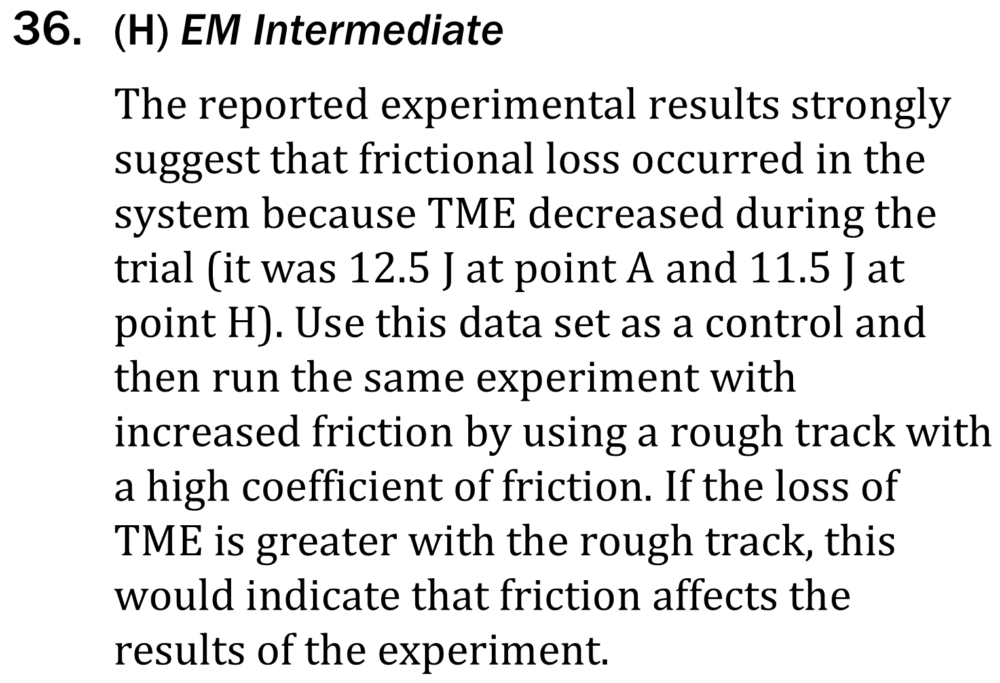 36. (H) EM Intermediate
The reported experimental results strongly
suggest that frictional loss occurred in the
system because TME decreased during the
trial (it was 12.5 J at point A and 11.5 J at
point H). Use this data set as a control and
then run the same experiment with
increased friction by using a rough track with
a high coefficient of friction. If the loss of
TME is greater with the rough track, this
would indicate that friction affects the
results of the experiment.